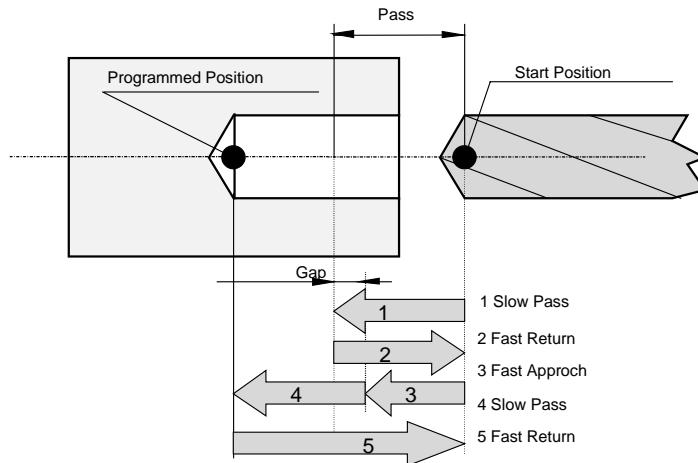 Pass
Programmed Position
Start Position
Gap
1
1 Slow Pass
2
2 Fast Return
3 Fast Approch
4
3
4 Slow Pass
5
5 Fast Return